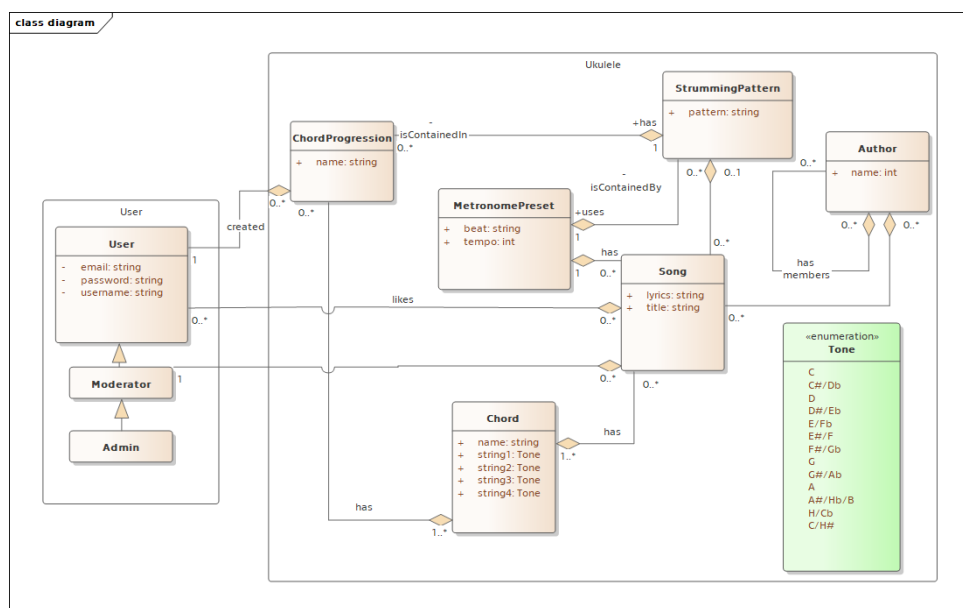 class diagram
Ukulele
StrummingPattern
+ pattern: string
ChordProgression
+ name: string
-
isContainedIn
0..*
+has
1
Author
+ name: int
0..*
0..*
0..*
has
members
-
isContainedBy
0..*
0..1
MetronomePreset
+ beat: string
+ tempo: int
+uses
1
has
1
0..*
0..*
Song
+ lyrics: string
+ title: string
0..*
User
User
- email: string
- password: string
- username: string
created
1
0..*
0..*
likes
0..*
0..*
Moderator
1
0..*
0..*
Admin
Chord
+ name: string
+ string1: Tone
+ string2: Tone
+ string3: Tone
+ string4: Tone
has
1..*
has
1..*
«enumeration»
Tone
C
C#/Db
D
D#/Eb
E/Fb
E#/F
F#/Gb
G
G#/Ab
A
A#/Hb/B
H/Cb
C/H#